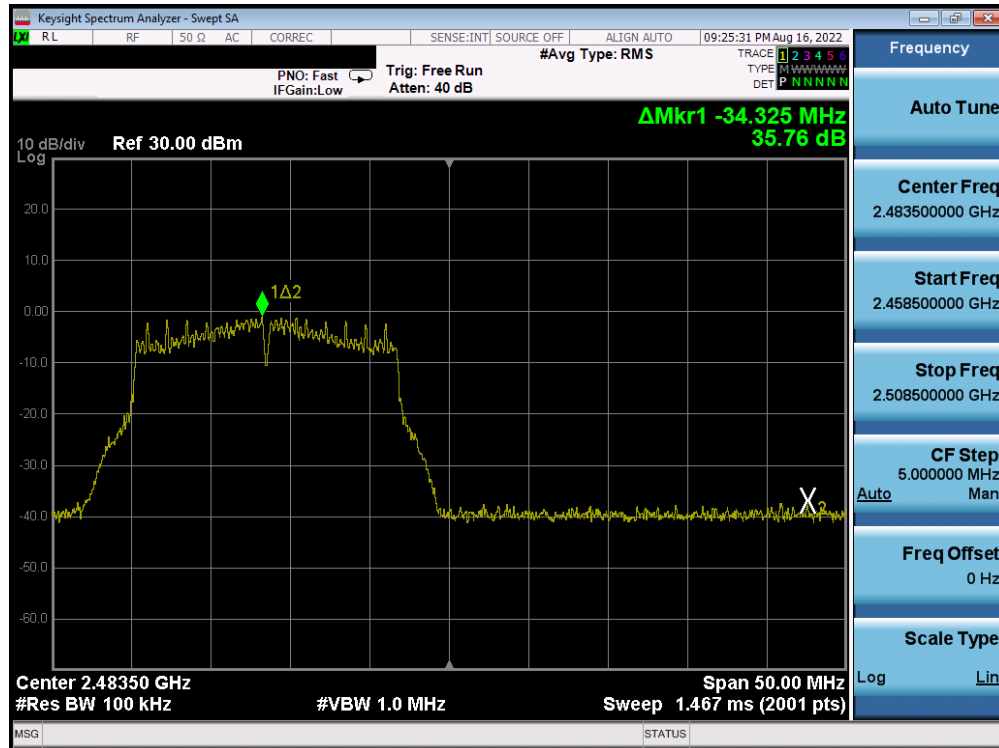 Keysight Spectrum Analyzer - Swept SA
LXI RL RF 50 Ω AC CORREC SENSE:INT SOURCE OFF ALIGN AUTO 09:25:31 PM Aug 16, 2022
#Avg Type: RMS
TRACE 1 2 3 4 5 6
PNO: Fast Trig: Free Run
TYPE M WWWWW
IFGain:Low Atten: 40 dB
DET P N N N N N
ΔMkr1 -34.325 MHz
35.76 dB
10 dB/div Ref 30.00 dBm
Log
20.0
10.0
0.00
-10.0
-20.0
-30.0
-40.0
-50.0
-60.0
1Δ2
X2
Center 2.48350 GHz
Span 50.00 MHz
#Res BW 100 kHz
#VBW 1.0 MHz
Sweep 1.467 ms (2001 pts)
MSG
STATUS
Frequency
Auto Tune
Center Freq
2.483500000 GHz
Start Freq
2.458500000 GHz
Stop Freq
2.508500000 GHz
CF Step
5.000000 MHz
Auto Man
Freq Offset
0 Hz
Scale Type
Log Lin